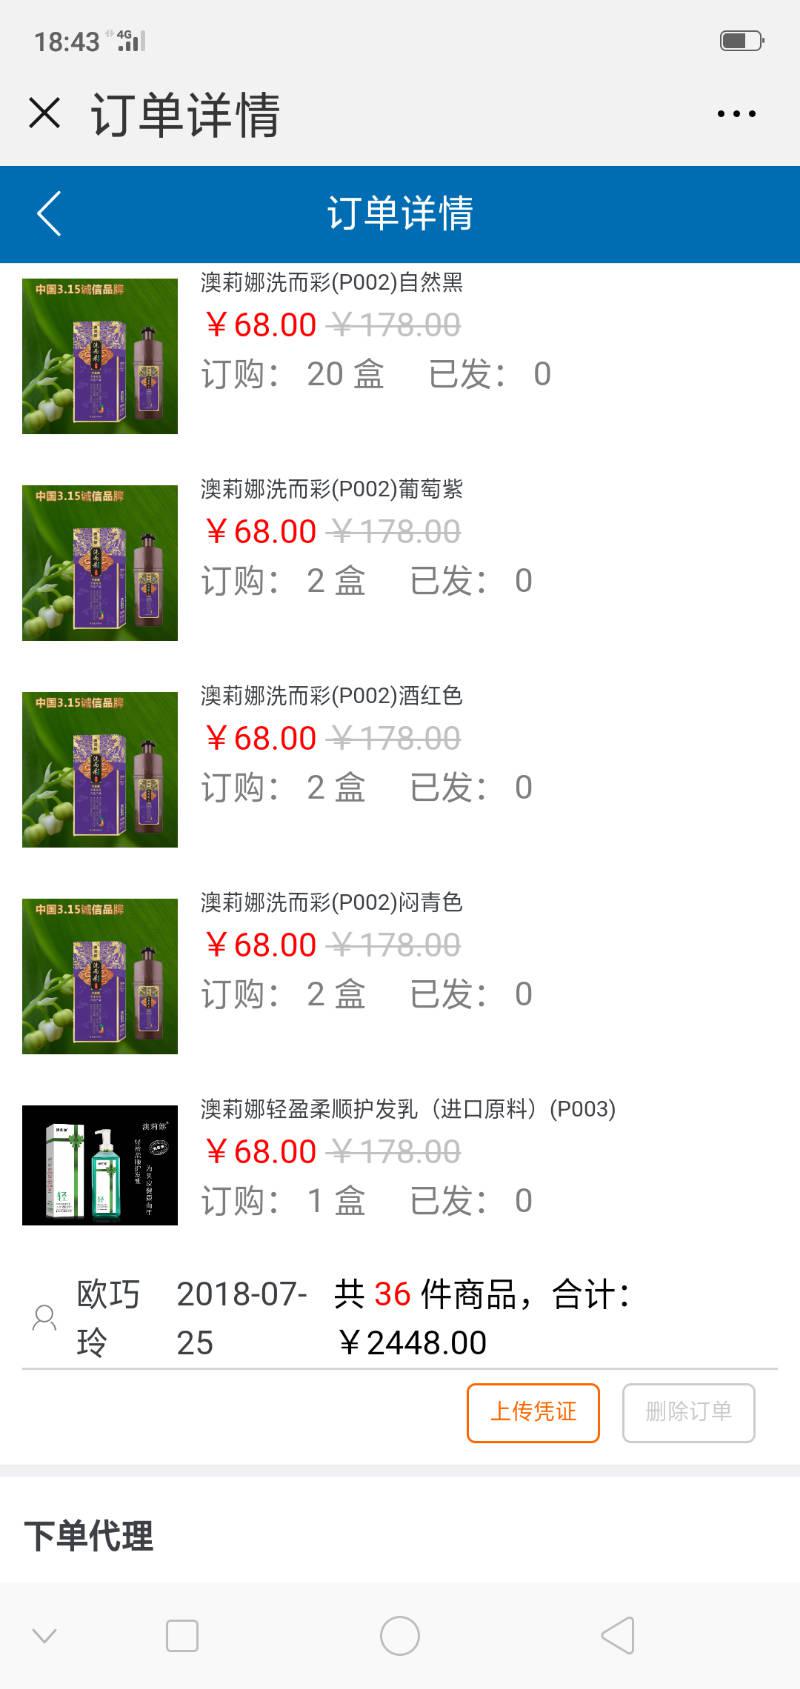 18:43 4G
订单详情
订单详情
中国3.15诚信品牌
澳莉娜洗而彩(P002)自然黑
￥68.00 ￥178.00
订购： 20 盒 已发： 0
中国3.15诚信品牌
澳莉娜洗而彩(P002)葡萄紫
￥68.00 ￥178.00
订购： 2 盒 已发： 0
中国3.15诚信品牌
澳莉娜洗而彩(P002)酒红色
￥68.00 ￥178.00
订购： 2 盒 已发： 0
中国3.15诚信品牌
澳莉娜洗而彩(P002)闷青色
￥68.00 ￥178.00
订购： 2 盒 已发： 0
澳莉娜
轻
澳莉娜轻盈柔顺护发乳（进口原料）(P003)
￥68.00 ￥178.00
订购： 1 盒 已发： 0
欧巧 2018-07- 共 36 件商品，合计：
玲 25 ￥2448.00
上传凭证 删除订单
下单代理